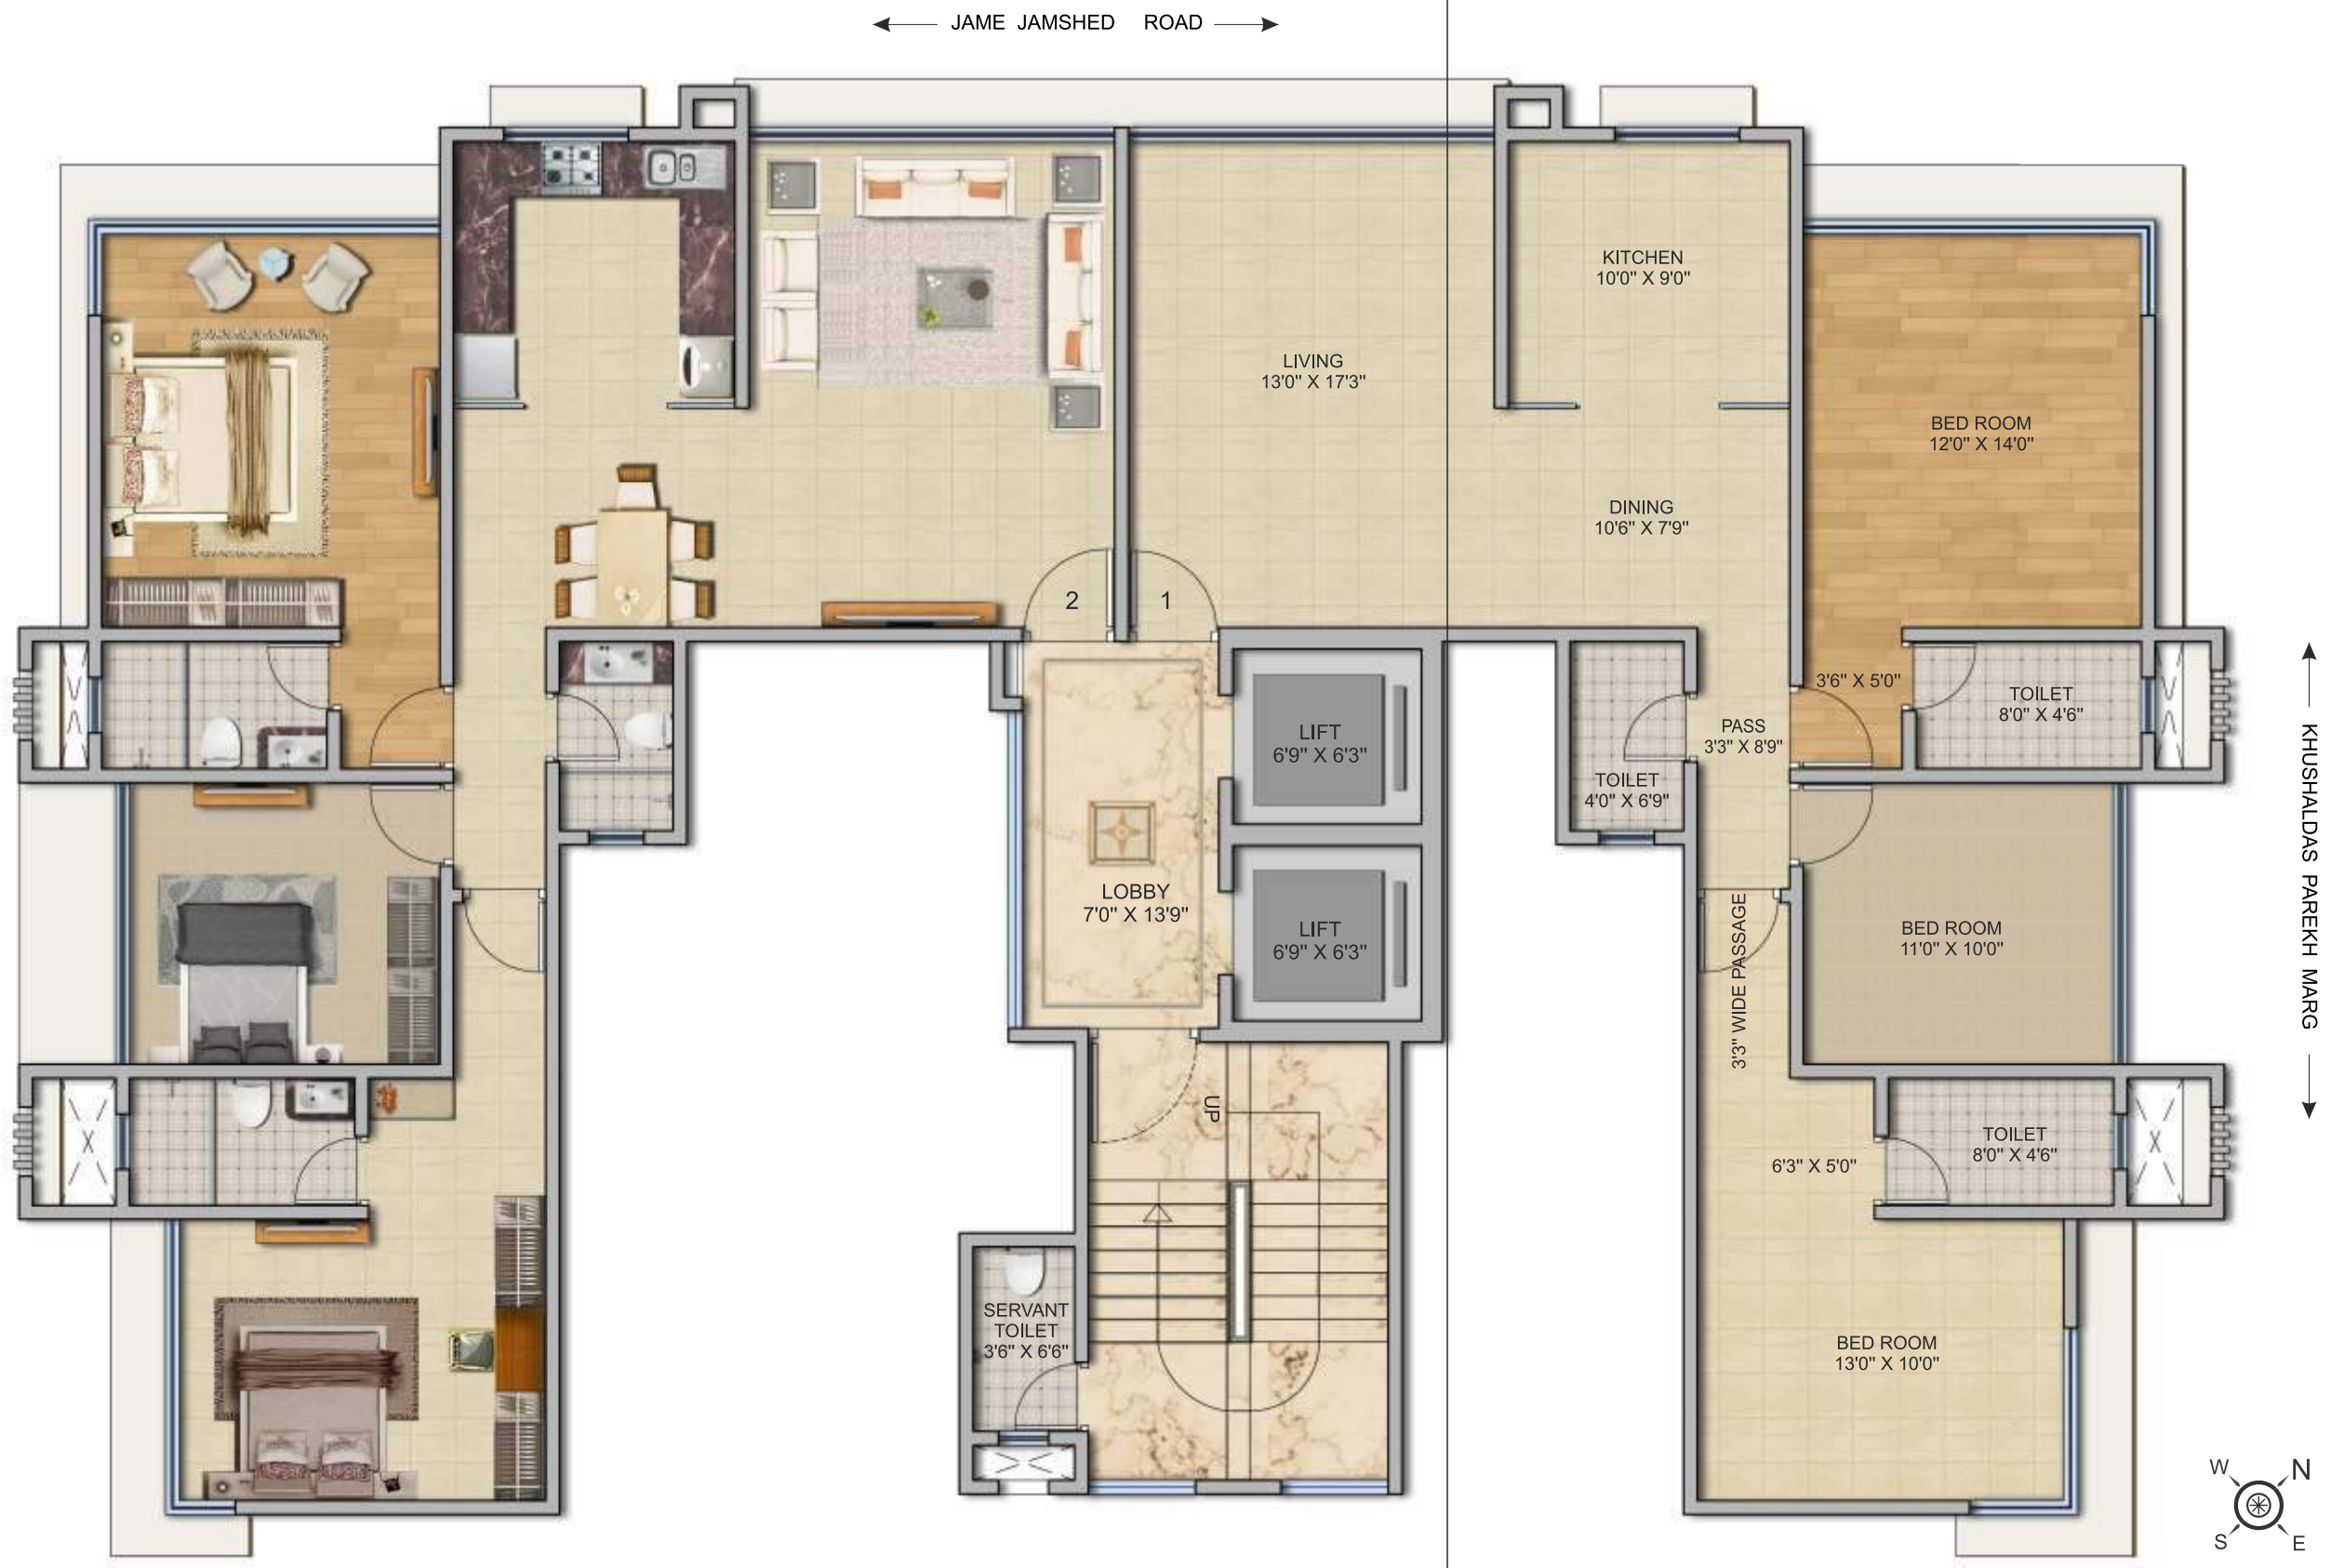 JAME JAMSHED ROAD
KITCHEN
10'0" X 9'0"
LIVING
13'0" X 17'3"
BED ROOM
12'0" X 14'0"
DINING
10'6" X 7'9"
2
1
3'6" X 5'0"
TOILET
8'0" X 4'6"
PASS
3'3" X 8'9"
LIFT
6'9" X 6'3"
TOILET
4'0" X 6'9"
KHUSHALDAS PAREKH MARG
LOBBY
7'0" X 13'9"
LIFT
6'9" X 6'3"
3'3" WIDE PASSAGE
BED ROOM
11'0" X 10'0"
UP
TOILET
8'0" X 4'6"
6'3" X 5'0"
SERVANT
TOILET
3'6" X 6'6"
BED ROOM
13'0" X 10'0"
W
N
S
E